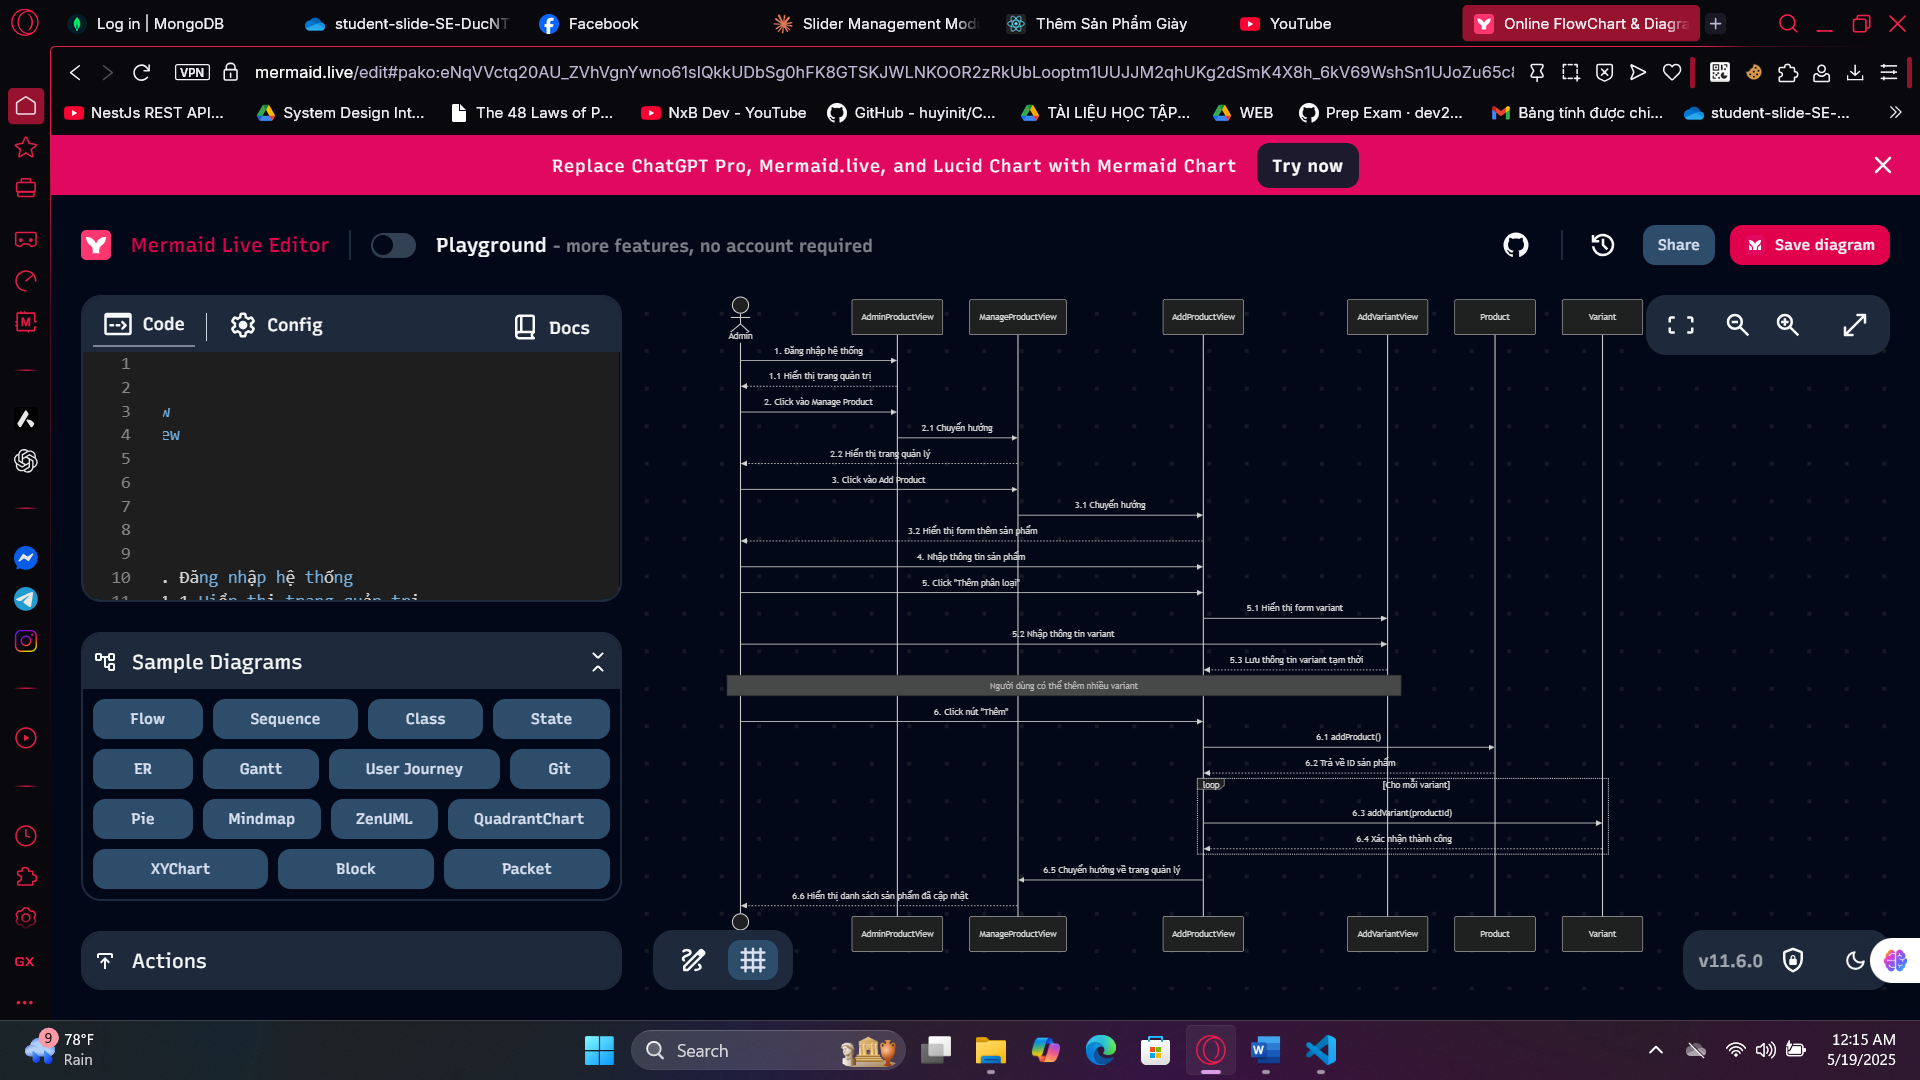 Log in | MongoDB
student-slide-SE-DucNT
Facebook
Slider Management Mod
Thêm Sản Phẩm Giày
YouTube
Online FlowChart & Diagra
VPN
mermaid.live/edit#pako:eNqVVctq20AU_ZVhVgnYwno61slQkkUDbSg0hFK8GTSKJWLNKOOR2zRkUbLooptm1UUJJM2qhUKg2dSmK4X8h_6kV69WshSn1UJoZu65c8
NestJs REST API...
System Design Int...
The 48 Laws of P...
NxB Dev - YouTube
GitHub - huyinit/C...
TÀI LIỆU HỌC TẬP...
WEB
Prep Exam · dev2...
Bảng tính được chi...
student-slide-SE-...
Replace ChatGPT Pro, Mermaid.live, and Lucid Chart with Mermaid Chart
Try now
Mermaid Live Editor
Playground - more features, no account required
Share
Save diagram
Code
Config
Docs
1
2
3 w
4 ew
5
6
7
8
9
10 . Đăng nhập hệ thống
11 1.1 Hiển thị trang quản trị
Sample Diagrams
Flow
Sequence
Class
State
ER
Gantt
User Journey
Git
Pie
Mindmap
ZenUML
QuadrantChart
XYChart
Block
Packet
Actions
Admin
AdminProductView
ManageProductView
AddProductView
AddVariantView
Product
Variant
1. Đăng nhập hệ thống
1.1 Hiển thị trang quản trị
2. Click vào Manage Product
2.1 Chuyển hướng
2.2 Hiển thị trang quản lý
3. Click vào Add Product
3.1 Chuyển hướng
3.2 Hiển thị form thêm sản phẩm
4. Nhập thông tin sản phẩm
5. Click "Thêm phân loại"
5.1 Hiển thị form variant
5.2 Nhập thông tin variant
5.3 Lưu thông tin variant tạm thời
Người dùng có thể thêm nhiều variant
6. Click nút "Thêm"
6.1 addProduct()
6.2 Trả về ID sản phẩm
loop
[Cho mỗi variant]
6.3 addVariant(productId)
6.4 Xác nhận thành công
6.5 Chuyển hướng về trang quản lý
6.6 Hiển thị danh sách sản phẩm đã cập nhật
AdminProductView
ManageProductView
AddProductView
AddVariantView
Product
Variant
v11.6.0
GX
9
78°F
Rain
Search
12:15 AM
5/19/2025